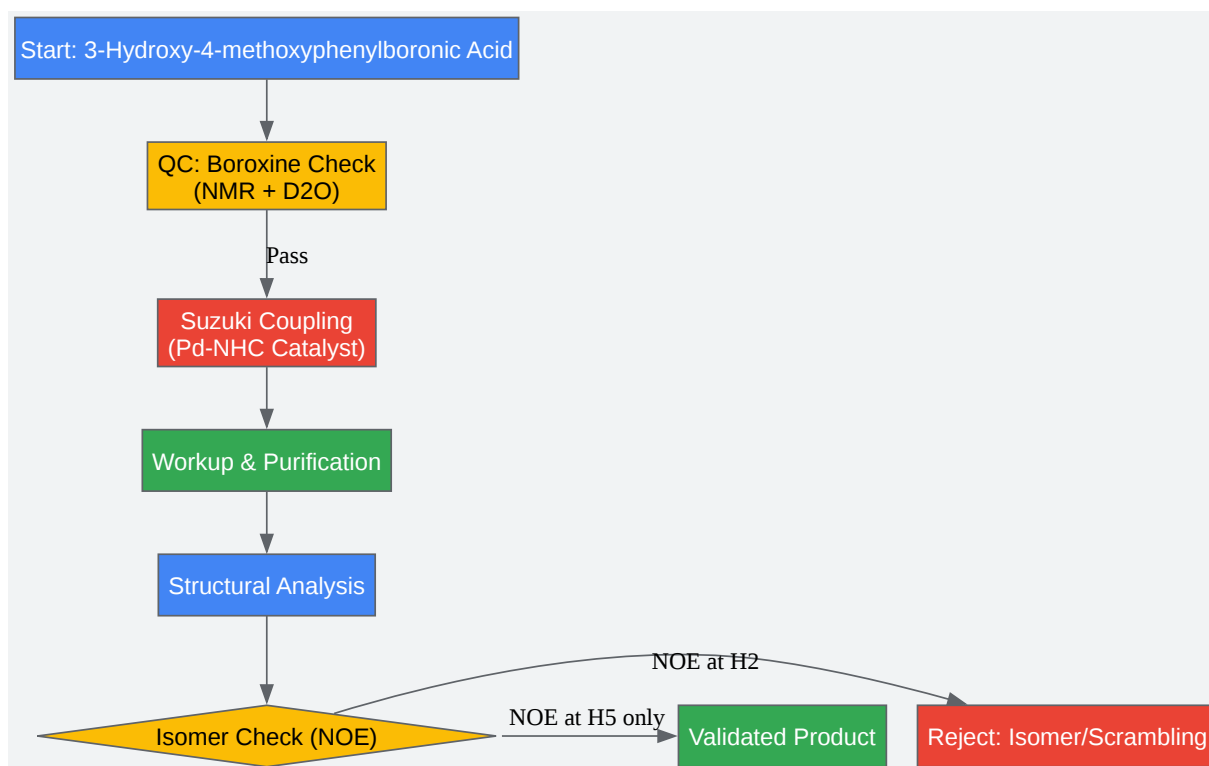 Start: 3-Hydroxy-4-methoxyphenylboronic Acid
QC: Boroxine Check
(NMR + D2O)
Pass
Suzuki Coupling
(Pd-NHC Catalyst)
Workup & Purification
Structural Analysis
NOE at H2
NOE at H5 only
Isomer Check (NOE)
Validated Product
Reject: Isomer/Scrambling